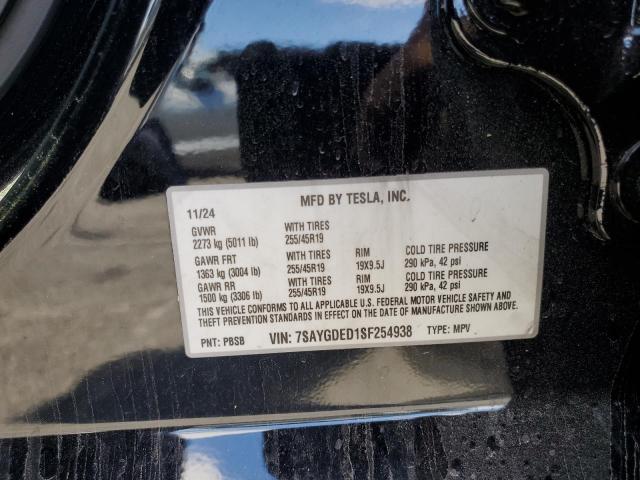 MFD BY TESLA, INC.
11/24
GVWR WITH TIRES
2273 kg (5011 lb) 255/45R19
GAWR FRT WITH TIRES RIM COLD TIRE PRESSURE
1363 kg (3004 lb) 255/45R19 19X9.5J 290 kPa, 42 psi
GAWR RR WITH TIRES RIM COLD TIRE PRESSURE
1500 kg (3306 lb) 255/45R19 19X9.5J 290 kPa, 42 psi
THIS VEHICLE CONFORMS TO ALL APPLICABLE U.S. FEDERAL MOTOR VEHICLE SAFETY AND
THEFT PREVENTION STANDARDS IN EFFECT ON THE DATE OF MANUFACTURE SHOWN ABOVE.
PNT: PBSB VIN: 7SAYGDED1SF254938 TYPE: MPV